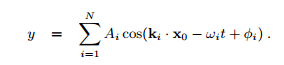 y = \sum_{i=1}^{N} A_i \cos(\mathbf{k}_i \cdot \mathbf{x}_0 - \omega_i t + \phi_i) .